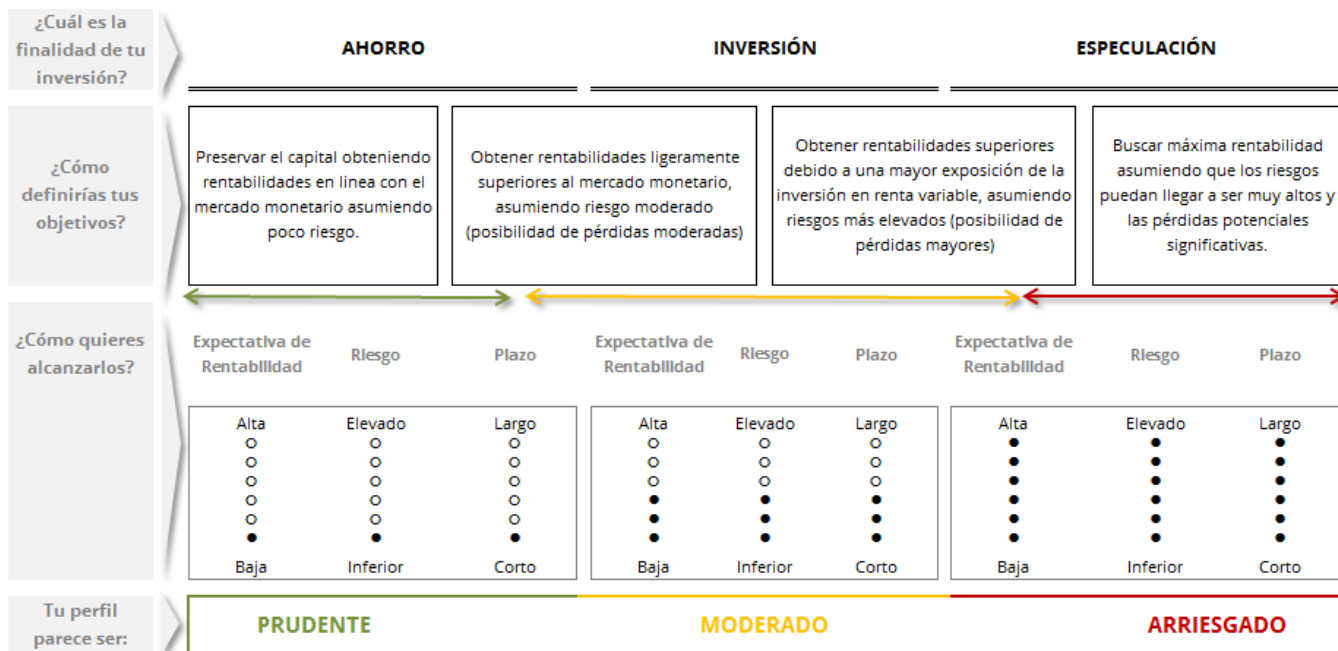 ¿Cuál es la
finalidad de tu
inversión?
AHORRO
INVERSIÓN
ESPECULACIÓN
¿Cómo
definirías tus
objetivos?
Preservar el capital obteniendo
rentabilidades en linea con el
mercado monetario asumiendo
poco riesgo.
Obtener rentabilidades ligeramente
superiores al mercado monetario,
asumiendo riesgo moderado
(posibilidad de pérdidas moderadas)
Obtener rentabilidades superiores
debido a una mayor exposición de la
inversión en renta variable, asumiendo
riesgos más elevados (posibilidad de
pérdidas mayores)
Buscar máxima rentabilidad
asumiendo que los riesgos
puedan llegar a ser muy altos y
las pérdidas potenciales
significativas.
¿Cómo quieres
alcanzarlos?
Expectativa de
Rentabilidad
Riesgo
Plazo
Expectativa de
Rentabilidad
Riesgo
Plazo
Expectativa de
Rentabilidad
Riesgo
Plazo
Alta Elevado Largo
Baja Inferior Corto
Alta Elevado Largo
Baja Inferior Corto
Alta Elevado Largo
Baja Inferior Corto
Tu perfil
parece ser:
PRUDENTE
MODERADO
ARRIESGADO